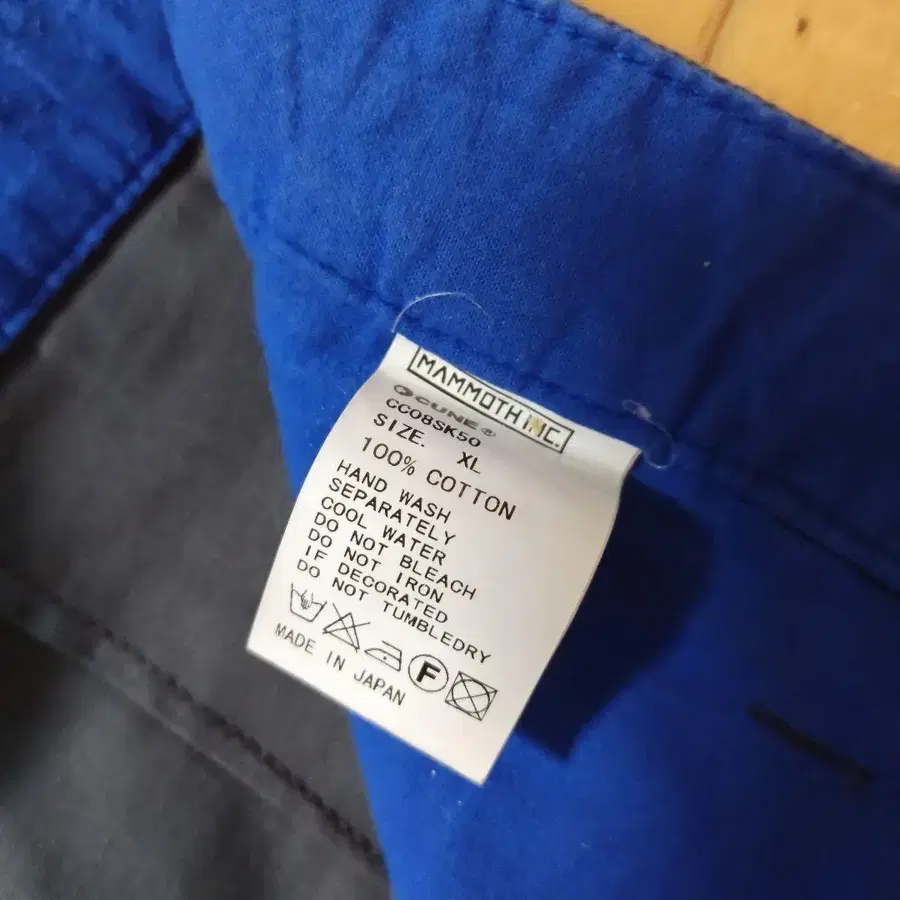 MAMMOTH INC.
CUNE®
CC08SK50
SIZE. XL
100% COTTON
HAND WASH
SEPARATELY
COOL WATER
DO NOT BLEACH
DO NOT IRON
IF DECORATED
DO NOT TUMBLEDRY
F
MADE IN JAPAN